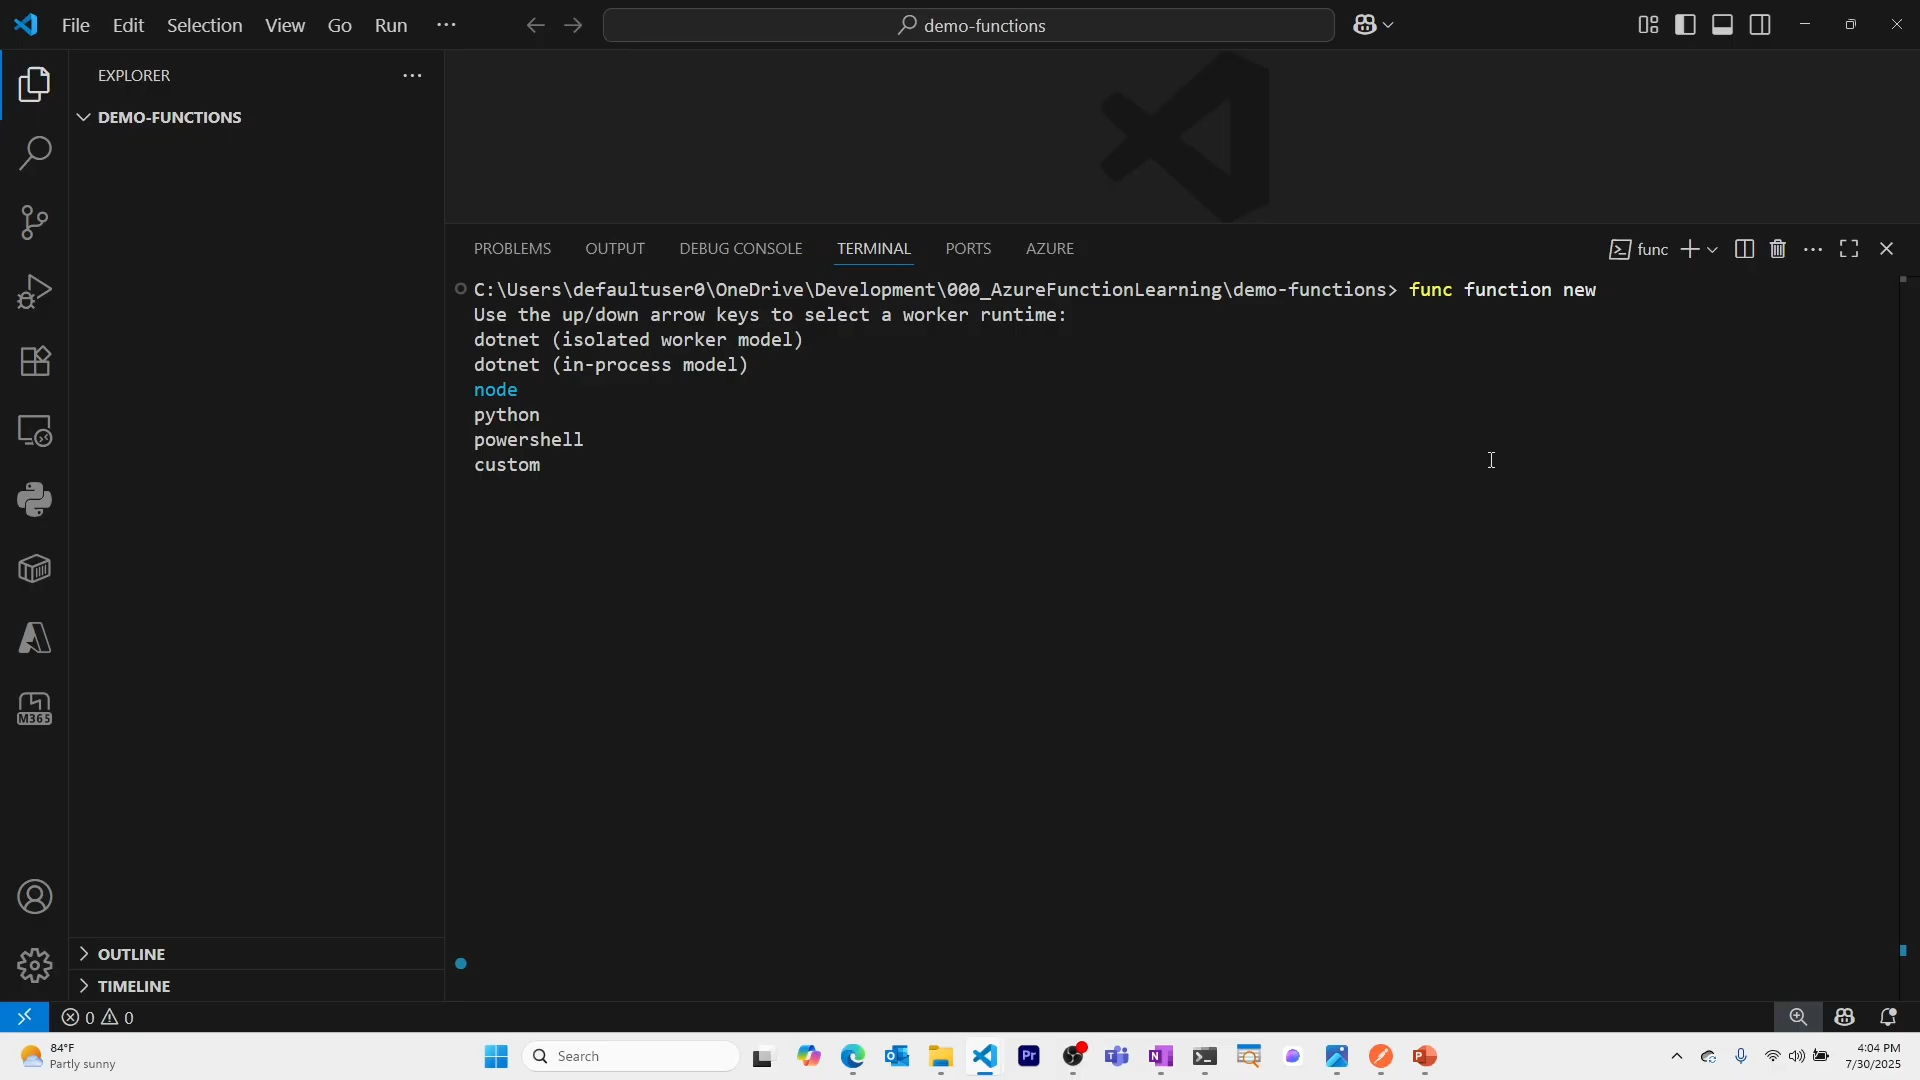 File Edit Selection View Go Run ···
demo-functions
EXPLORER
DEMO-FUNCTIONS
PROBLEMS OUTPUT DEBUG CONSOLE TERMINAL PORTS AZURE
func
C:\Users\defaultuser0\OneDrive\Development\000_AzureFunctionLearning\demo-functions> func function new
Use the up/down arrow keys to select a worker runtime:
dotnet (isolated worker model)
dotnet (in-process model)
node
python
powershell
custom
M365
OUTLINE
TIMELINE
0 0
84°F
Partly sunny
Search
Pr
4:04 PM
7/30/2025